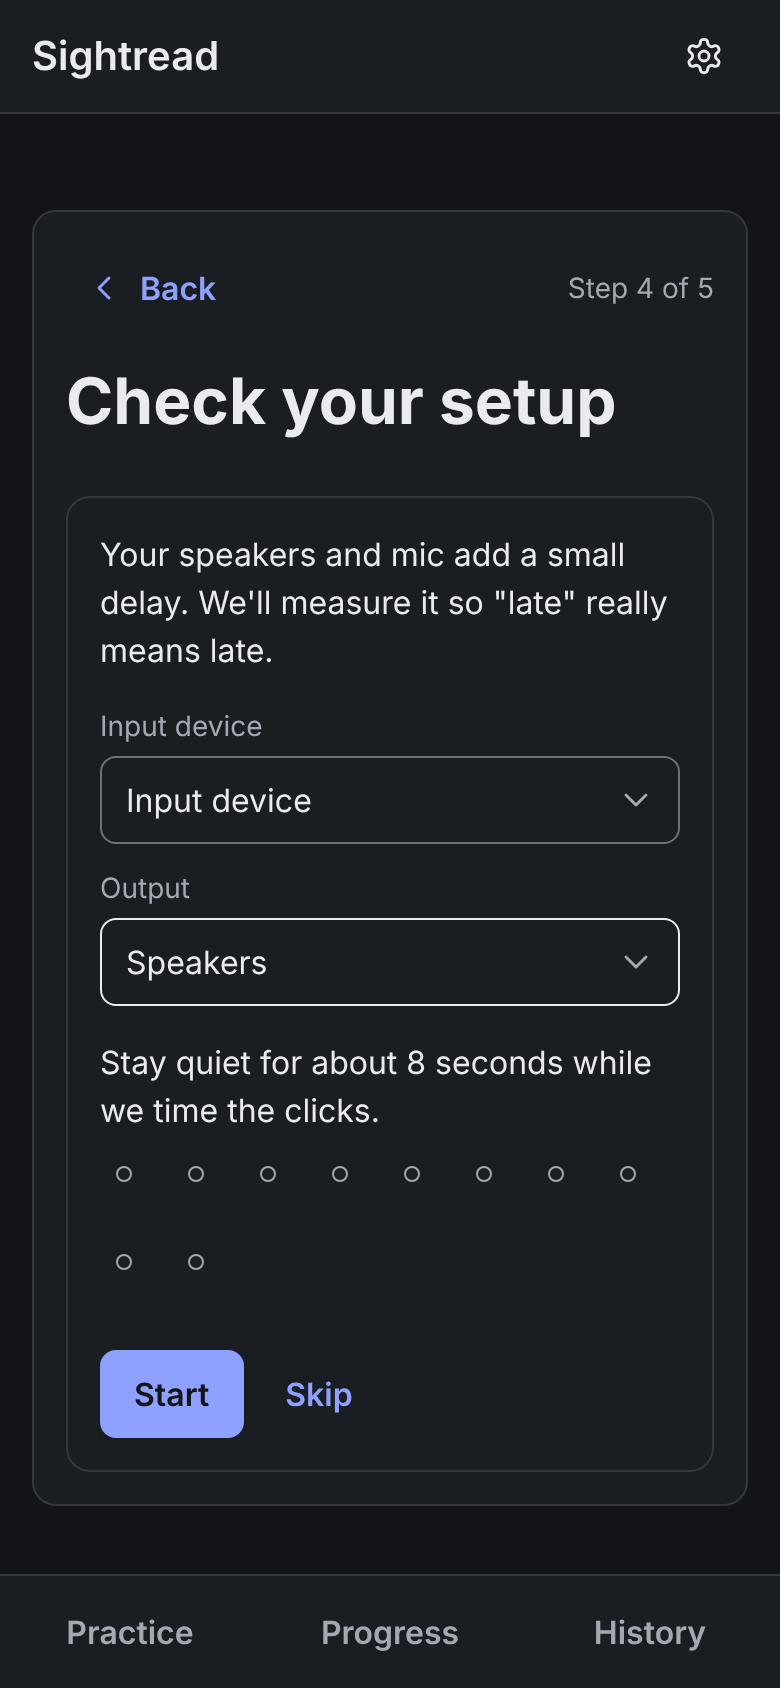 Sightread
Back
Step 4 of 5
Check your setup
Your speakers and mic add a small
delay. We'll measure it so "late" really
means late.
Input device
Input device
Output
Speakers
Stay quiet for about 8 seconds while
we time the clicks.
Start
Skip
Practice
Progress
History